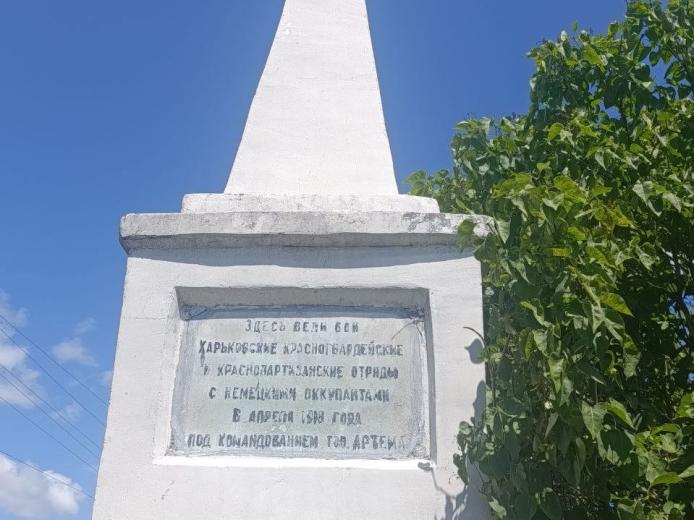 ЗДЕСЬ ВЕЛИ БОИ
ХАРЬКОВСКИЕ КРАСНОГВАРДЕЙСКИЕ
И КРАСНОПАРТИЗАНСКИЕ ОТРЯДЫ
С НЕМЕЦКИМИ ОККУПАНТАМИ
В АПРЕЛЕ 1918 ГОДА
ПОД КОМАНДОВАНИЕМ ТОВ. АРТЕМА